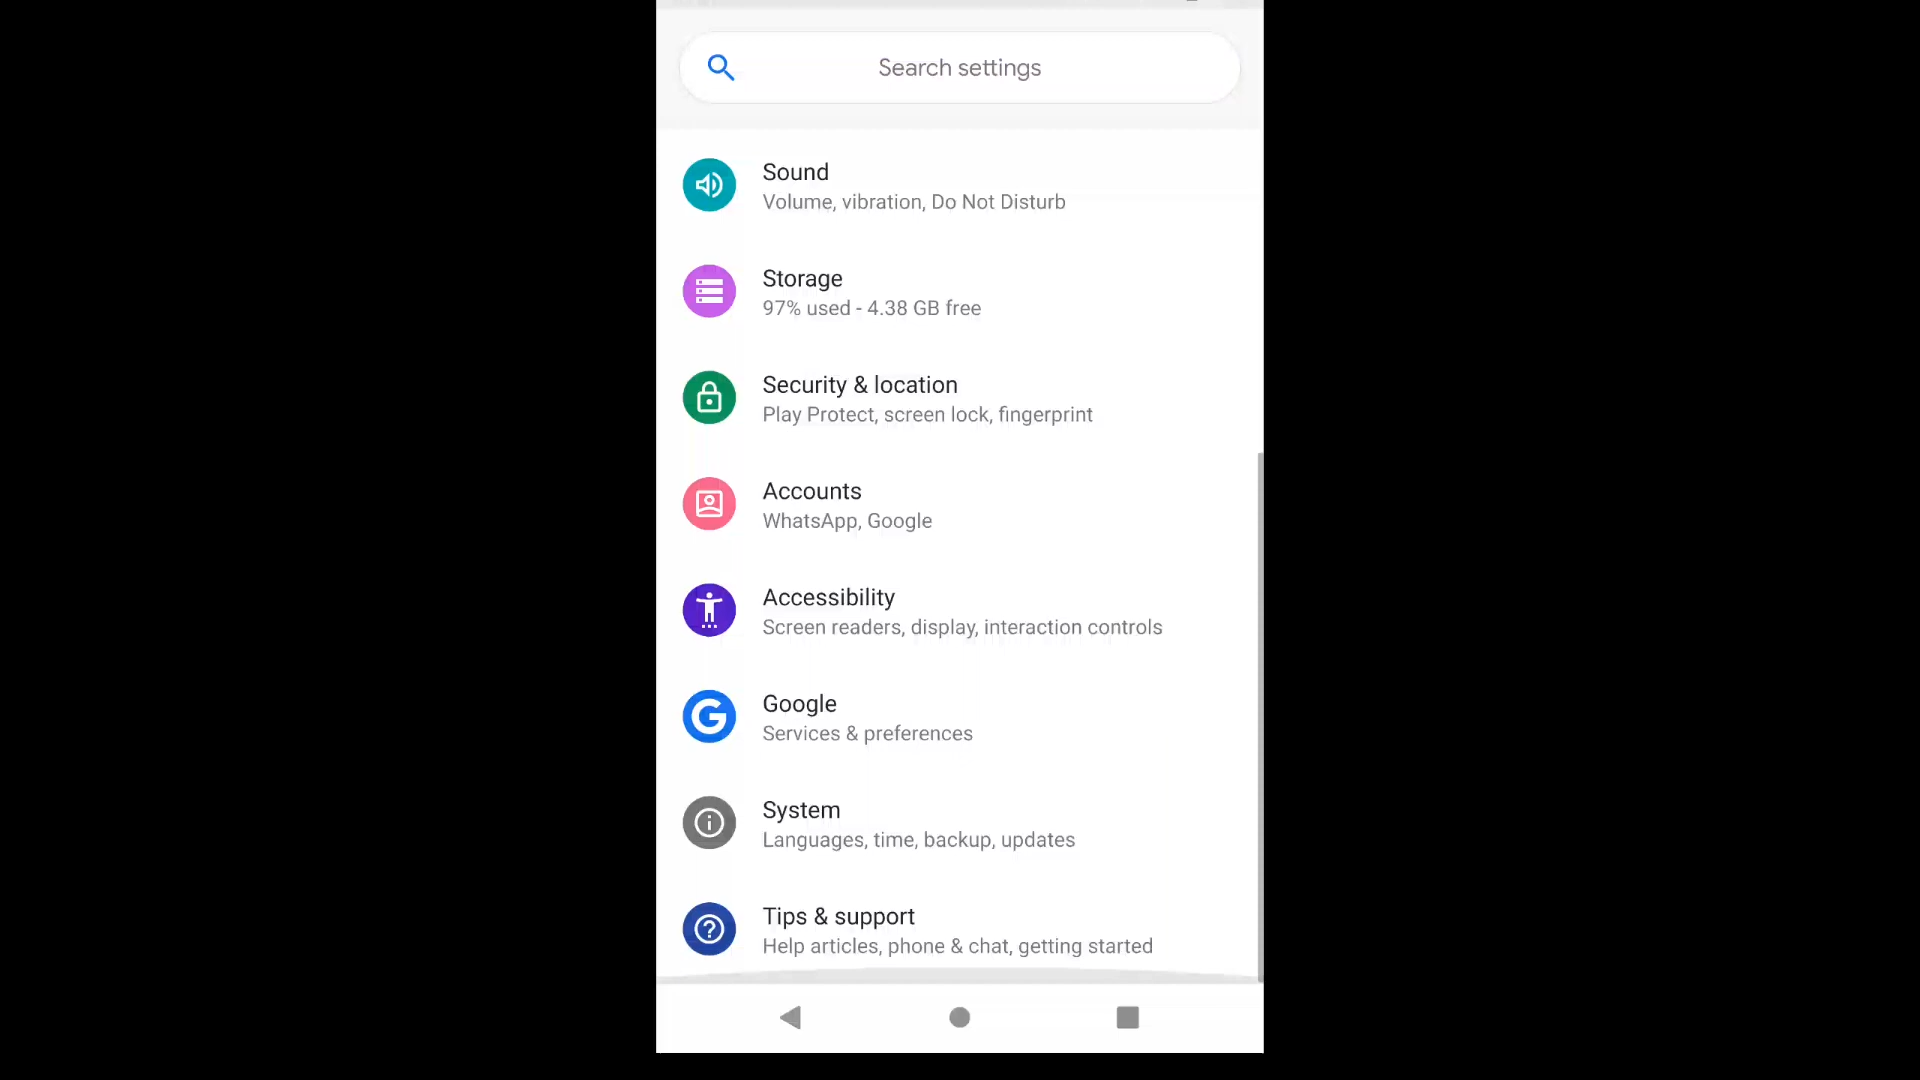 Search settings
Sound
Volume, vibration, Do Not Disturb
Storage
97% used - 4.38 GB free
Security & location
Play Protect, screen lock, fingerprint
Accounts
WhatsApp, Google
Accessibility
Screen readers, display, interaction controls
Google
Services & preferences
System
Languages, time, backup, updates
Tips & support
Help articles, phone & chat, getting started